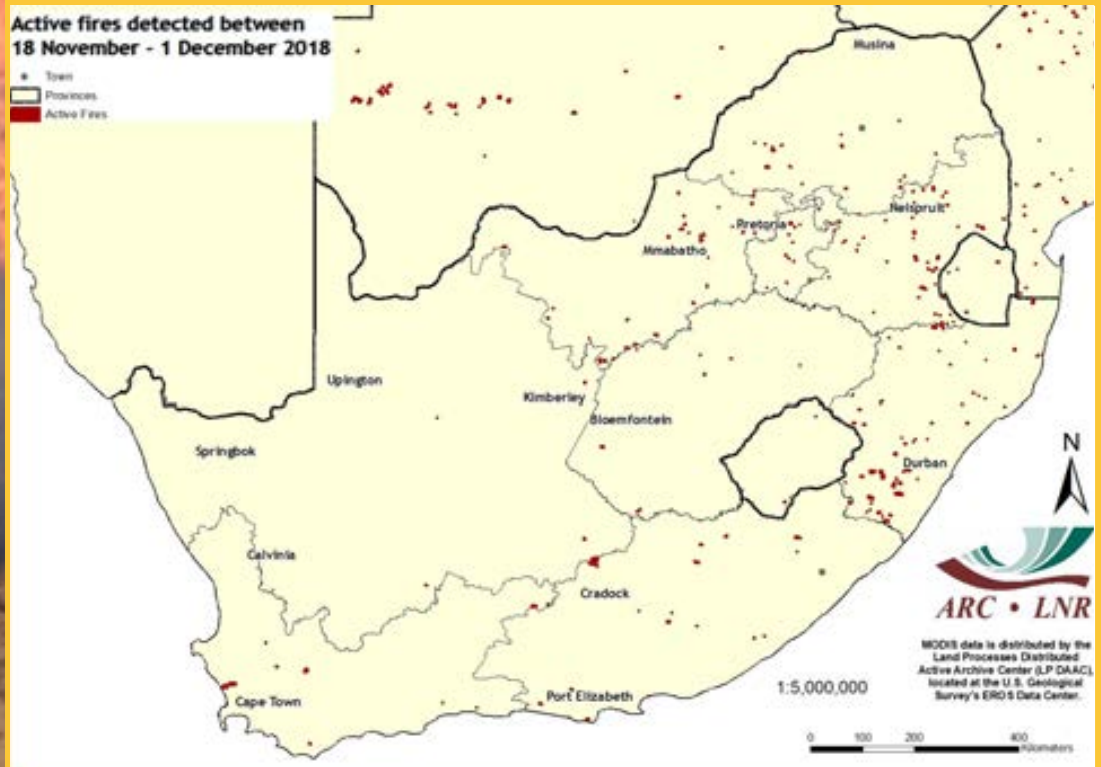 Active fires detected between
18 November - 1 December 2018
Town
Provinces
Active Fires
Musina
Nelspruit
Pretoria
Mmabatho
Upington
Kimberley
Bloemfontein
Springbok
Durban
N
Calvinia
Cradock
ARC • LNR
MODIS data is distributed by the
Land Processes Distributed
Active Archive Center (LP DAAC),
located at the U.S. Geological
Survey's EROS Data Center.
1:5,000,000
Port Elizabeth
Cape Town
0 100 200 400
Kilometers